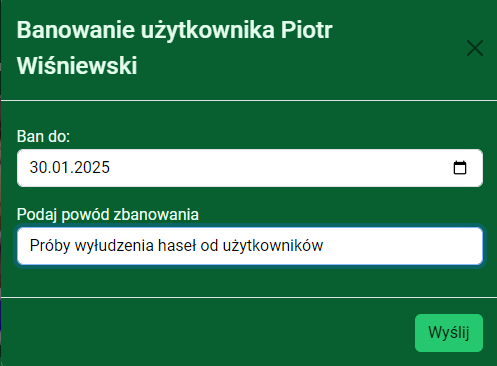 Banowanie użytkownika Piotr
Wiśniewski
Ban do:
30.01.2025
Podaj powód zbanowania
Próby wyłudzenia haseł od użytkowników
Wyślij